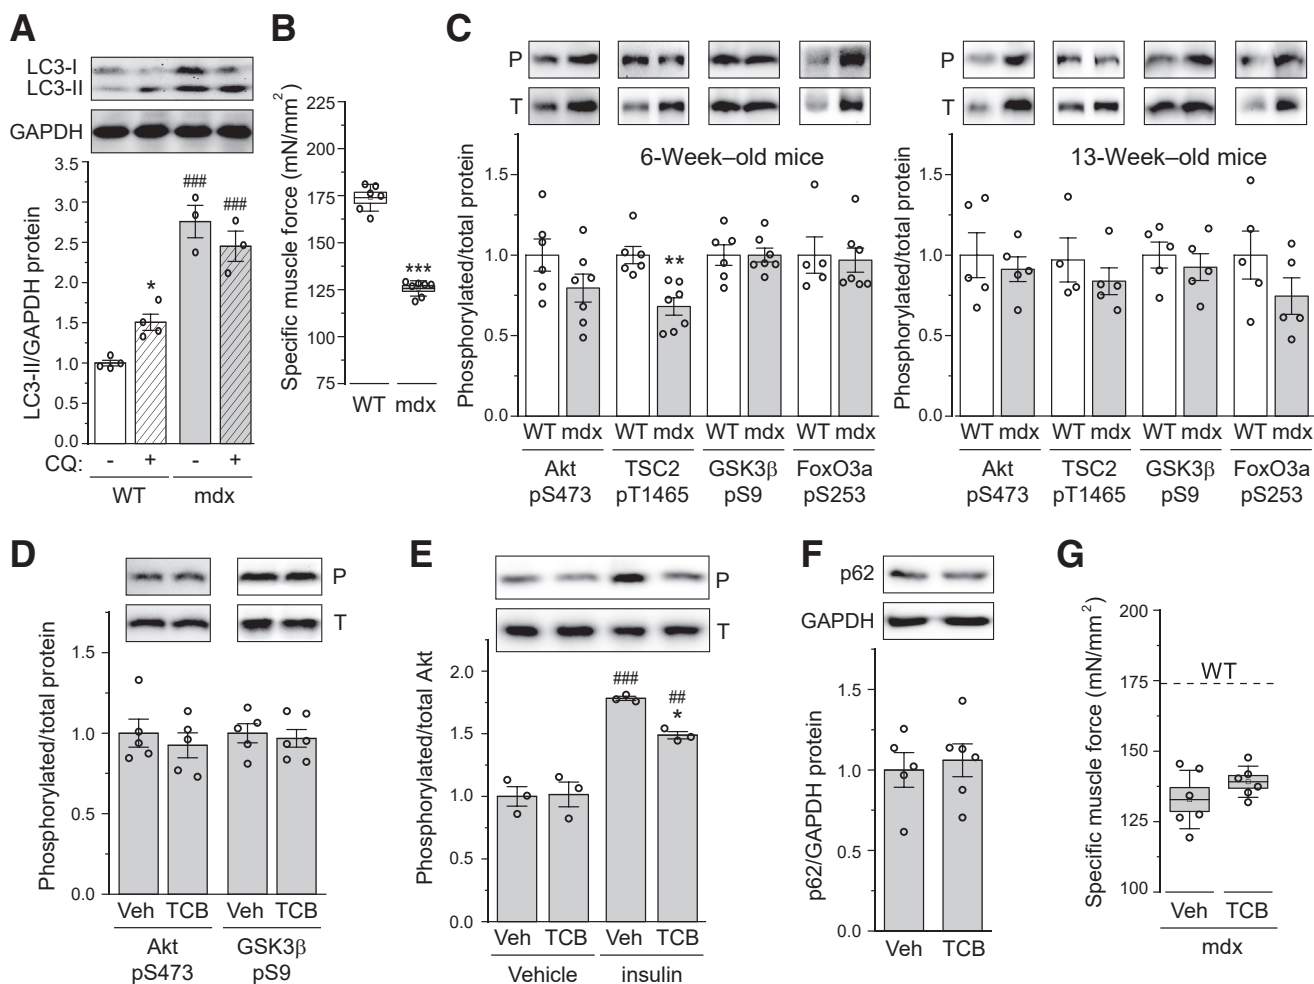 A
LC3-I
LC3-II
GAPDH
LC3-II/GAPDH protein
3.5
3.0
2.5
2.0
1.5
1.0
0.5
0.0
*
###
###
CQ: - + - +
WT mdx
B
Specific muscle force (mN/mm2)
225
200
175
150
125
100
75
***
WT mdx
C
P
T
6-Week–old mice
Phosphorylated/total protein
1.5
1.0
0.5
0.0
**
WT mdx WT mdx WT mdx WT mdx
Akt TSC2 GSK3β FoxO3a
pS473 pT1465 pS9 pS253
P
T
13-Week–old mice
Phosphorylated/total protein
1.5
1.0
0.5
0.0
WT mdx WT mdx WT mdx WT mdx
Akt TSC2 GSK3β FoxO3a
pS473 pT1465 pS9 pS253
D
P
T
Phosphorylated/total protein
1.5
1.0
0.5
0.0
Veh TCB Veh TCB
Akt GSK3β
pS473 pS9
E
P
T
Phosphorylated/total Akt
2.0
1.5
1.0
0.5
0.0
###
##
*
Veh TCB Veh TCB
Vehicle insulin
F
p62
GAPDH
p62/GAPDH protein
1.5
1.0
0.5
0.0
Veh TCB
G
Specific muscle force (mN/mm2)
200
175
150
125
100
WT
Veh TCB
mdx